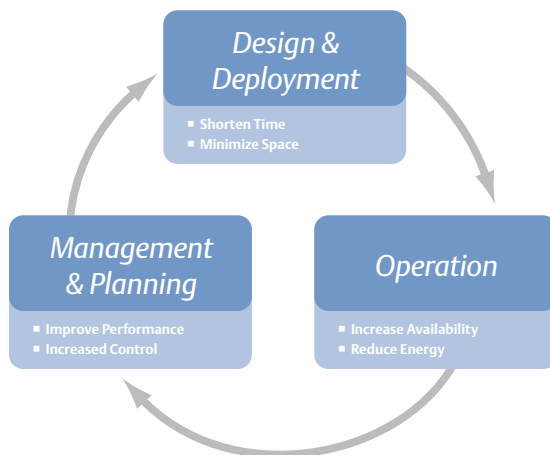 Design &
Deployment
▪ Shorten Time
▪ Minimize Space
Management
& Planning
▪ Improve Performance
▪ Increased Control
Operation
▪ Increase Availability
▪ Reduce Energy